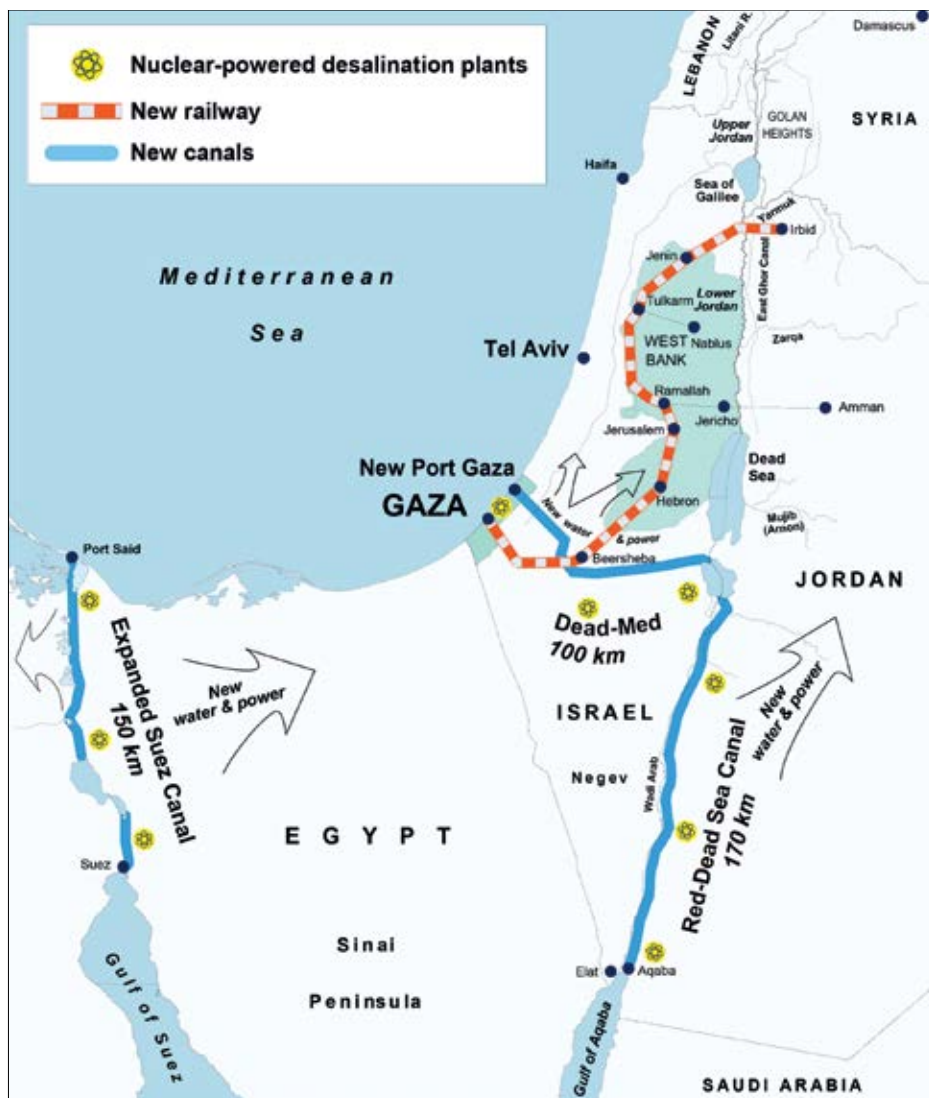 Nuclear-powered desalination plants
New railway
New canals
Damascus
LEBANON
Litani R.
SYRIA
Upper
Jordan
GOLAN
HEIGHTS
Haifa
Sea of
Galilee
Yarmuk
Irbid
Jenin
East Ghor Canal
Mediterranean
Sea
Tulkarm
Lower
Jordan
WEST
BANK
Nablus
Zarqa
Tel Aviv
Ramallah
Jericho
Amman
Jerusalem
New Port Gaza
GAZA
Dead
Sea
Hebron
New water
& power
Mujib
(Arnon)
Port Said
Beersheba
JORDAN
Dead-Med
100 km
Expanded Suez Canal
150 km
New
water & power
New
water & power
ISRAEL
Negev
Wadi Arab
Red-Dead Sea Canal
170 km
EGYPT
Suez
Sinai
Peninsula
Elat
Aqaba
Gulf of Suez
Gulf of Aqaba
SAUDI ARABIA